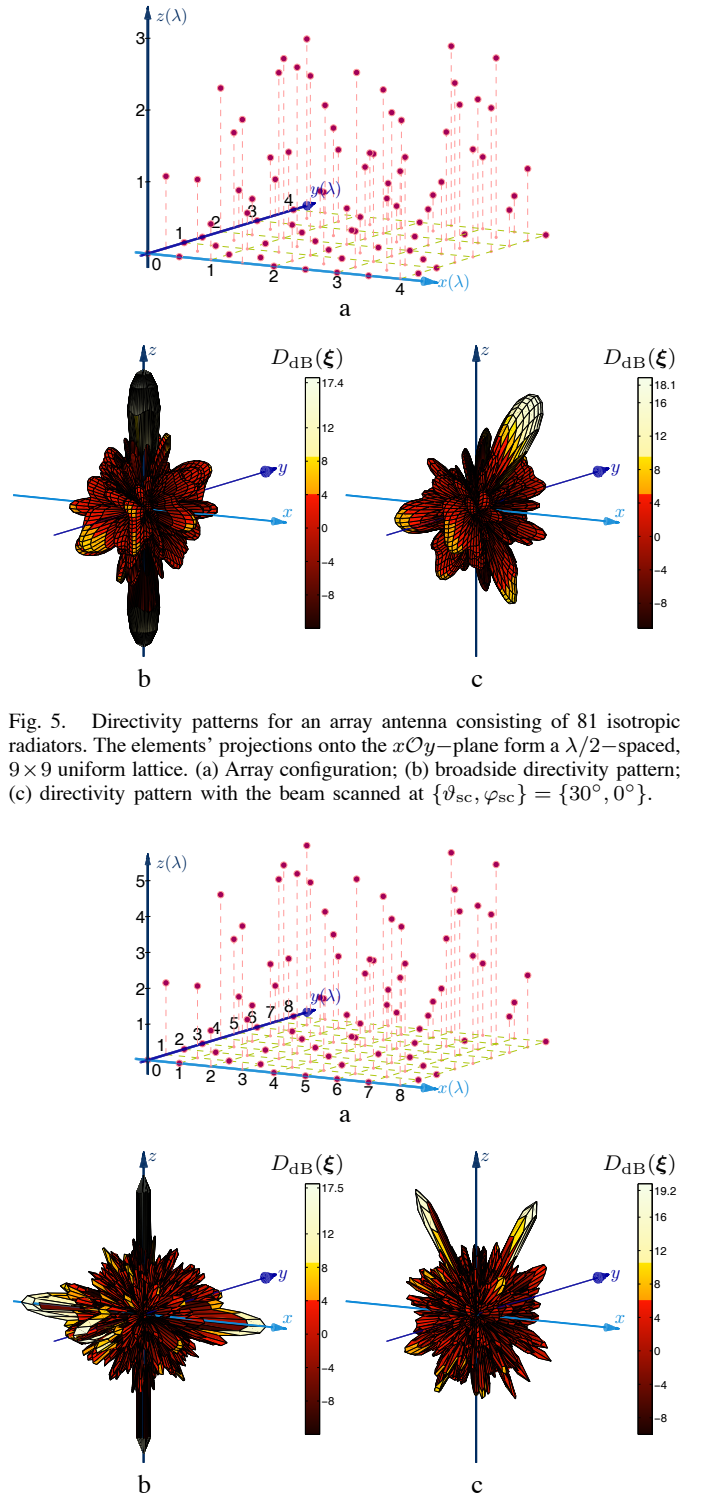 z(λ)
3
2
1
y(λ)
4
3
2
1
0
1
2
3
4
x(λ)
a
z
D_dB(ξ)
17.4
12
8
4
0
−4
−8
y
x
b
z
D_dB(ξ)
18.1
16
12
8
4
0
−4
−8
y
x
c
Fig. 5. Directivity patterns for an array antenna consisting of 81 isotropic
radiators. The elements' projections onto the x𝒪y−plane form a λ/2−spaced,
9×9 uniform lattice. (a) Array configuration; (b) broadside directivity pattern;
(c) directivity pattern with the beam scanned at {ϑ_sc, φ_sc} = {30°, 0°}.
z(λ)
5
4
3
2
1
y(λ)
8
7
6
5
4
3
2
1
0
1
2
3
4
5
6
7
8
x(λ)
a
z
D_dB(ξ)
17.5
12
8
4
0
−4
−8
y
x
b
z
D_dB(ξ)
19.2
16
12
8
4
0
−4
−8
y
x
c